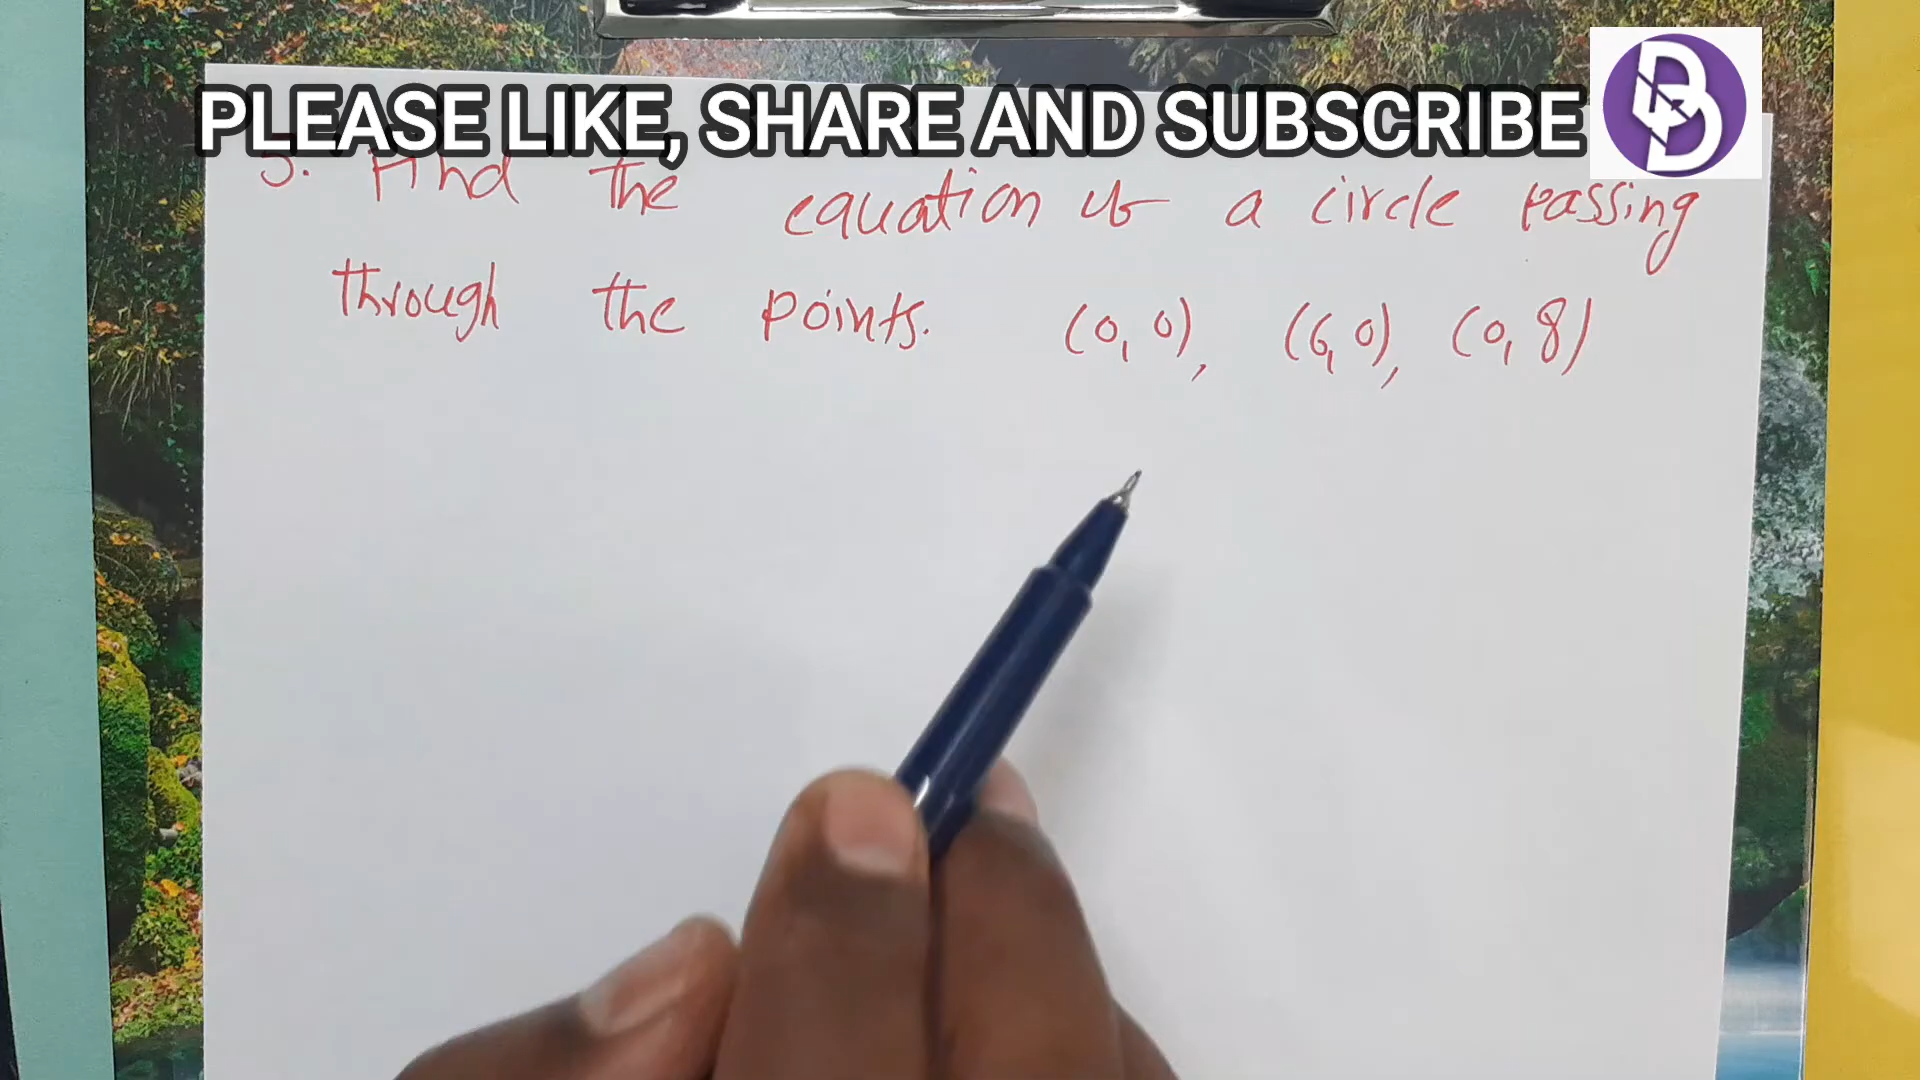 PLEASE LIKE, SHARE AND SUBSCRIBE
3. Find the equation of a circle passing
through the points. (0, 0), (6, 0), (0, 8)